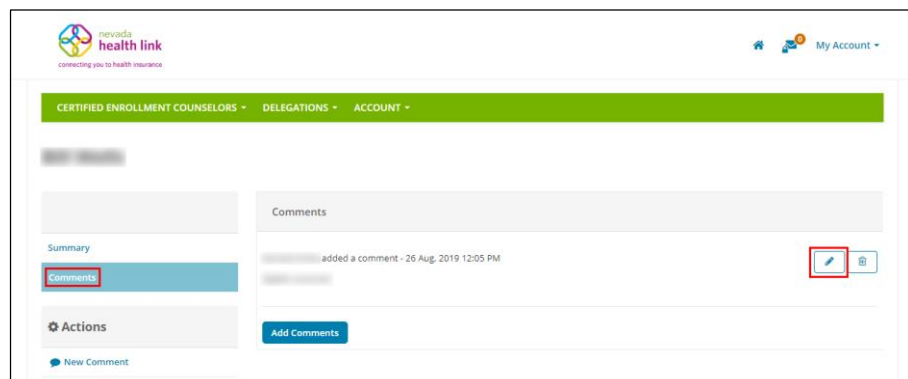 nevada
health link
connecting you to health insurance
0
My Account
CERTIFIED ENROLLMENT COUNSELORS DELEGATIONS ACCOUNT
Comments
Summary
added a comment - 26 Aug, 2019 12:05 PM
Comments
Actions
Add Comments
New Comment